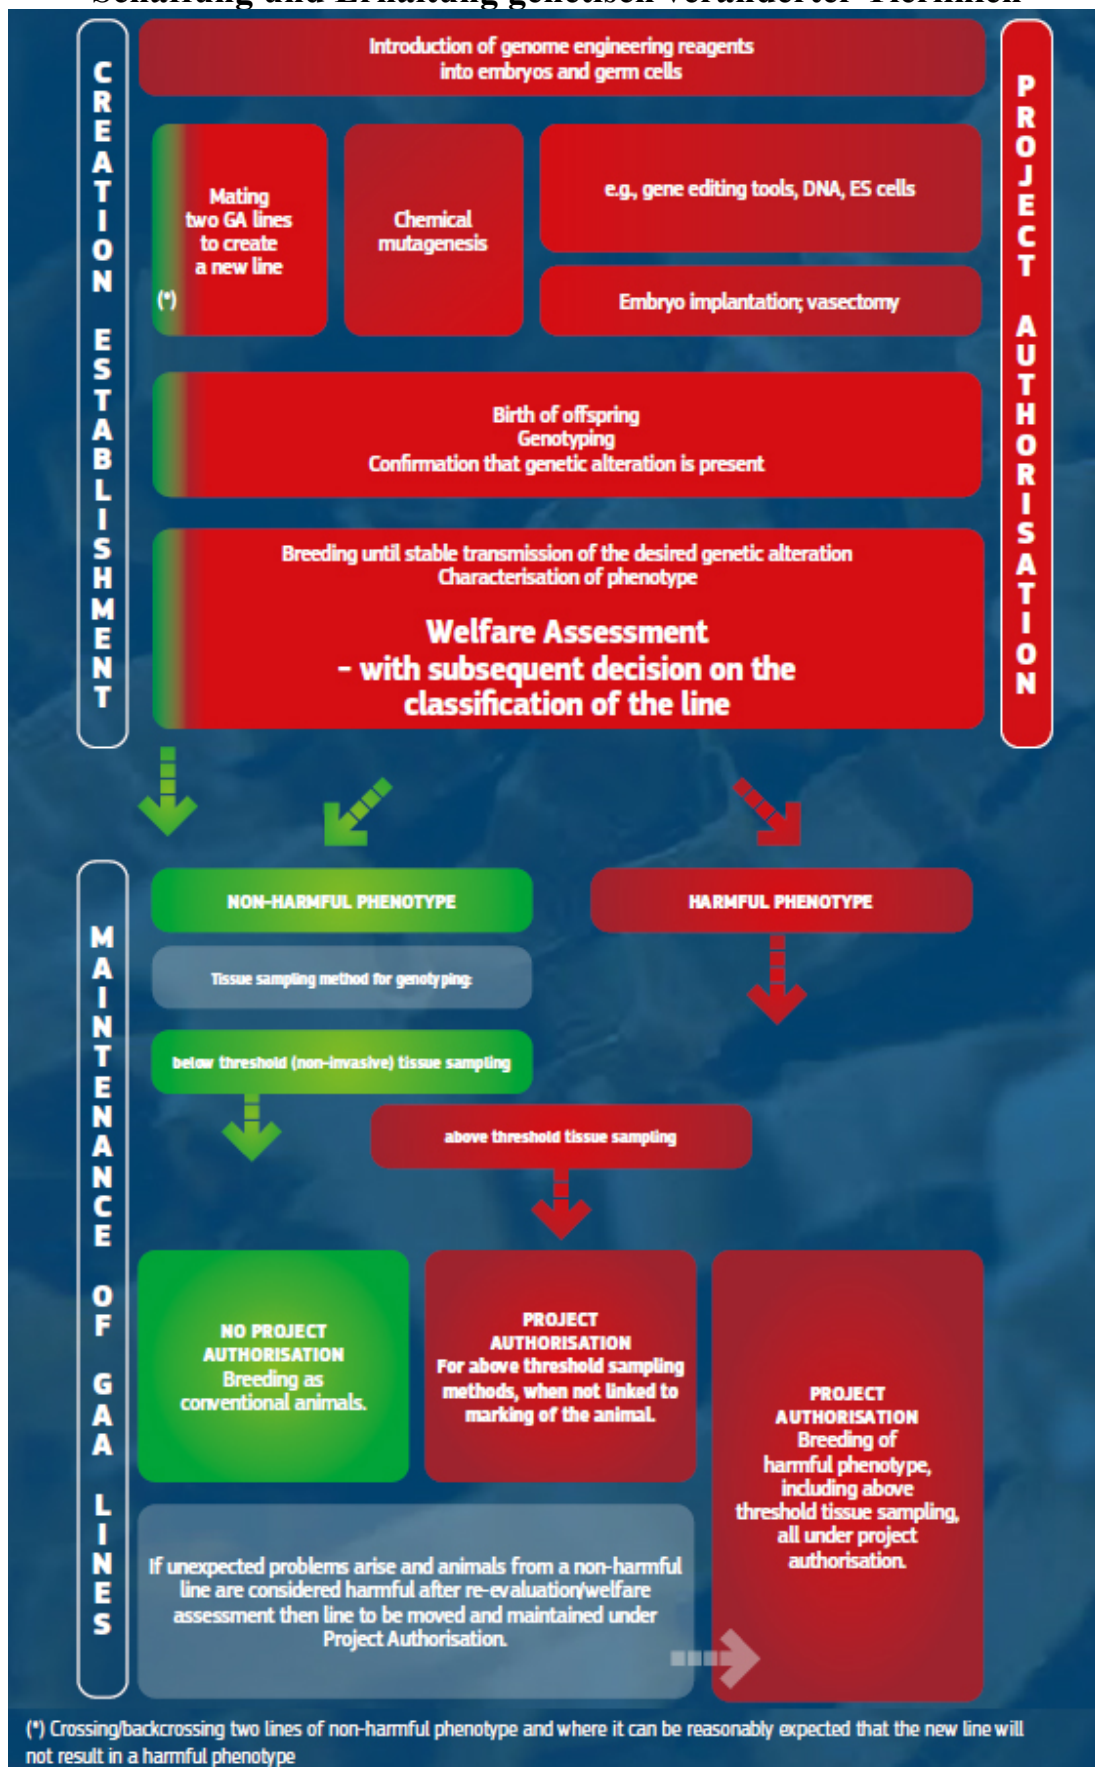 Schaffung und Erhaltung genetisch veränderter Tierlinien
CREATION ESTABLISHMENT
PROJECT AUTHORISATION
Introduction of genome engineering reagents
into embryos and germ cells
Mating
two GA lines
to create
a new line
(*)
Chemical
mutagenesis
e.g., gene editing tools, DNA, ES cells
Embryo implantation; vasectomy
Birth of offspring
Genotyping
Confirmation that genetic alteration is present
Breeding until stable transmission of the desired genetic alteration
Characterisation of phenotype
Welfare Assessment
– with subsequent decision on the
classification of the line
MAINTENANCE OF GAA LINES
NON-HARMFUL PHENOTYPE
HARMFUL PHENOTYPE
Tissue sampling method for genotyping:
below threshold (non-invasive) tissue sampling
above threshold tissue sampling
NO PROJECT
AUTHORISATION
Breeding as
conventional animals.
PROJECT
AUTHORISATION
For above threshold sampling
methods, when not linked to
marking of the animal.
PROJECT
AUTHORISATION
Breeding of
harmful phenotype,
including above
threshold tissue sampling,
all under project
authorisation.
If unexpected problems arise and animals from a non-harmful
line are considered harmful after re-evaluation/welfare
assessment then line to be moved and maintained under
Project Authorisation.
(*) Crossing/backcrossing two lines of non-harmful phenotype and where it can be reasonably expected that the new line will
not result in a harmful phenotype